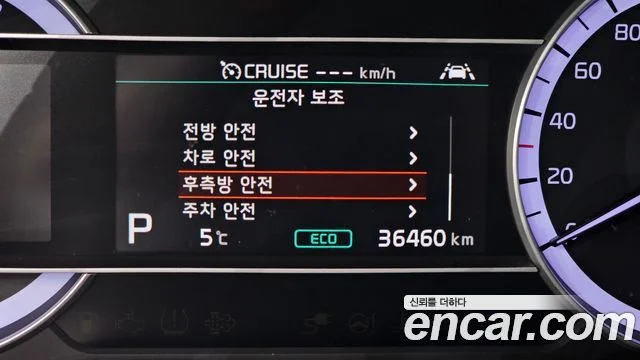 CRUISE --- km/h
운전자 보조
전방 안전
차로 안전
후측방 안전
주차 안전
P
5℃
ECO
36460 km
80
60
40
20
0
신뢰를 더하다
encar.com